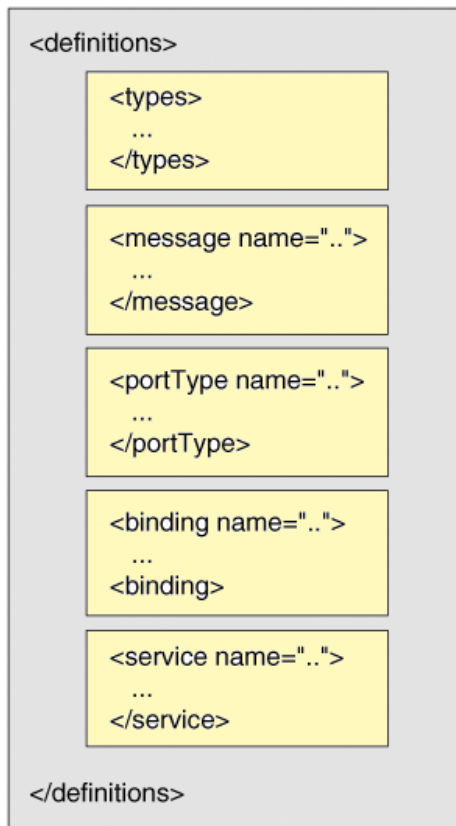 <definitions>
<types>
...
</types>
<message name="..">
...
</message>
<portType name="..">
...
</portType>
<binding name="..">
...
<binding>
<service name="..">
...
</service>
</definitions>